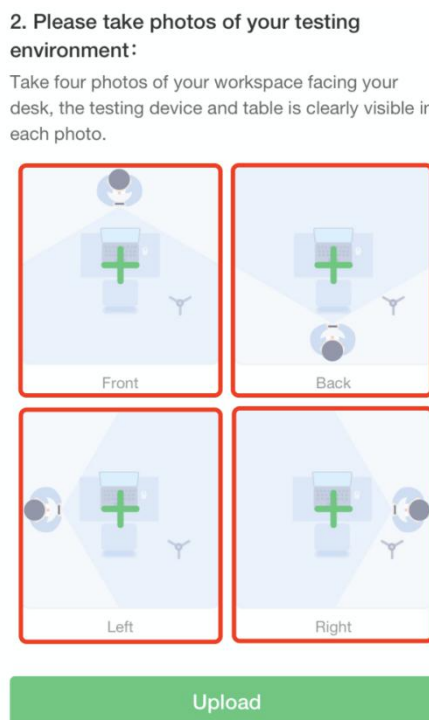 2. Please take photos of your testing
environment：
Take four photos of your workspace facing your
desk, the testing device and table is clearly visible in
each photo.
Front
Back
Left
Right
Upload